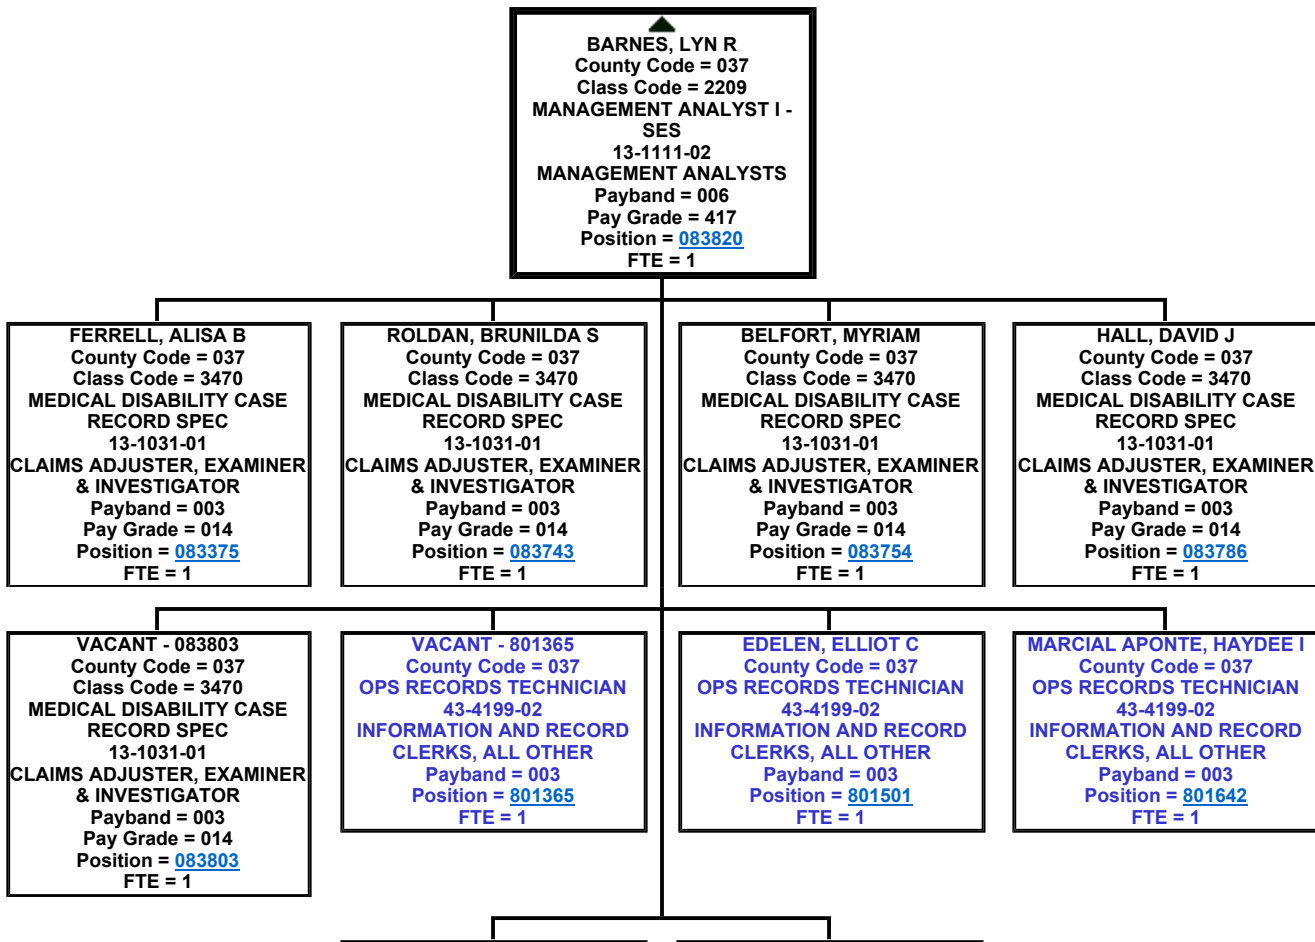 BARNES, LYN R
County Code = 037
Class Code = 2209
MANAGEMENT ANALYST I -
SES
13-1111-02
MANAGEMENT ANALYSTS
Payband = 006
Pay Grade = 417
Position = 083820
FTE = 1
FERRELL, ALISA B
County Code = 037
Class Code = 3470
MEDICAL DISABILITY CASE
RECORD SPEC
13-1031-01
CLAIMS ADJUSTER, EXAMINER
& INVESTIGATOR
Payband = 003
Pay Grade = 014
Position = 083375
FTE = 1
ROLDAN, BRUNILDA S
County Code = 037
Class Code = 3470
MEDICAL DISABILITY CASE
RECORD SPEC
13-1031-01
CLAIMS ADJUSTER, EXAMINER
& INVESTIGATOR
Payband = 003
Pay Grade = 014
Position = 083743
FTE = 1
BELFORT, MYRIAM
County Code = 037
Class Code = 3470
MEDICAL DISABILITY CASE
RECORD SPEC
13-1031-01
CLAIMS ADJUSTER, EXAMINER
& INVESTIGATOR
Payband = 003
Pay Grade = 014
Position = 083754
FTE = 1
HALL, DAVID J
County Code = 037
Class Code = 3470
MEDICAL DISABILITY CASE
RECORD SPEC
13-1031-01
CLAIMS ADJUSTER, EXAMINER
& INVESTIGATOR
Payband = 003
Pay Grade = 014
Position = 083786
FTE = 1
VACANT - 083803
County Code = 037
Class Code = 3470
MEDICAL DISABILITY CASE
RECORD SPEC
13-1031-01
CLAIMS ADJUSTER, EXAMINER
& INVESTIGATOR
Payband = 003
Pay Grade = 014
Position = 083803
FTE = 1
VACANT - 801365
County Code = 037
OPS RECORDS TECHNICIAN
43-4199-02
INFORMATION AND RECORD
CLERKS, ALL OTHER
Payband = 003
Position = 801365
FTE = 1
EDELEN, ELLIOT C
County Code = 037
OPS RECORDS TECHNICIAN
43-4199-02
INFORMATION AND RECORD
CLERKS, ALL OTHER
Payband = 003
Position = 801501
FTE = 1
MARCIAL APONTE, HAYDEE I
County Code = 037
OPS RECORDS TECHNICIAN
43-4199-02
INFORMATION AND RECORD
CLERKS, ALL OTHER
Payband = 003
Position = 801642
FTE = 1